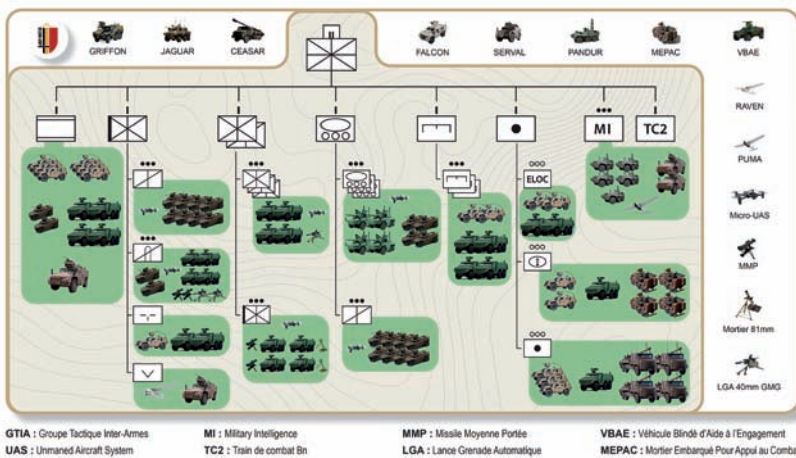 GRIFFON JAGUAR CEASAR FALCON SERVAL PANDUR MEPAC VBAE
RAVEN
PUMA
Micro-UAS
MMP
Mortier 81mm
LGA 40mm GMG
MI TC2
ELOC
GTIA : Groupe Tactique Inter-Armes MI : Military Intelligence MMP : Missile Moyenne Portée VBAE : Véhicule Blindé d'Aide à l'Engagement
UAS : Unmaned Aircraft System TC2 : Train de combat Bn LGA : Lance Grenade Automatique MEPAC : Mortier Embarqué Pour Appui au Combat